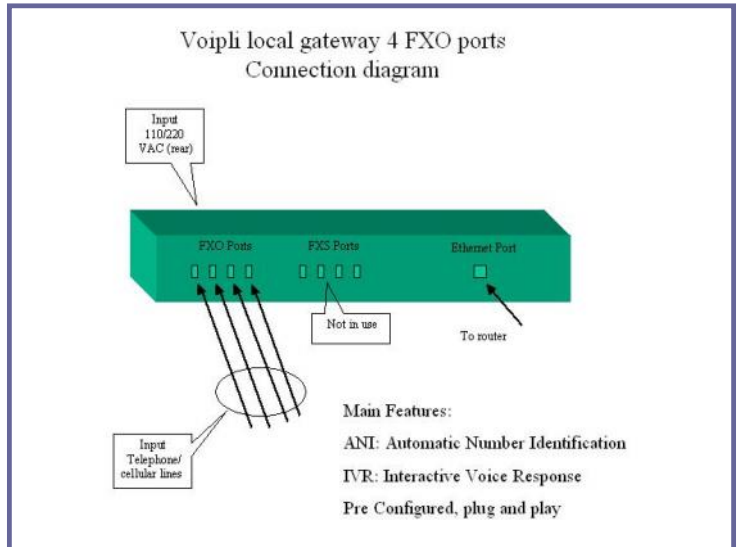 Voipli local gateway 4 FXO ports
Connection diagram
Input
110/220
VAC (rear)
FXO Ports
FXS Ports
Ethernet Port
Not in use
To router
Input
Telephone/
cellular lines
Main Features:
ANI: Automatic Number Identification
IVR: Interactive Voice Response
Pre Configured, plug and play